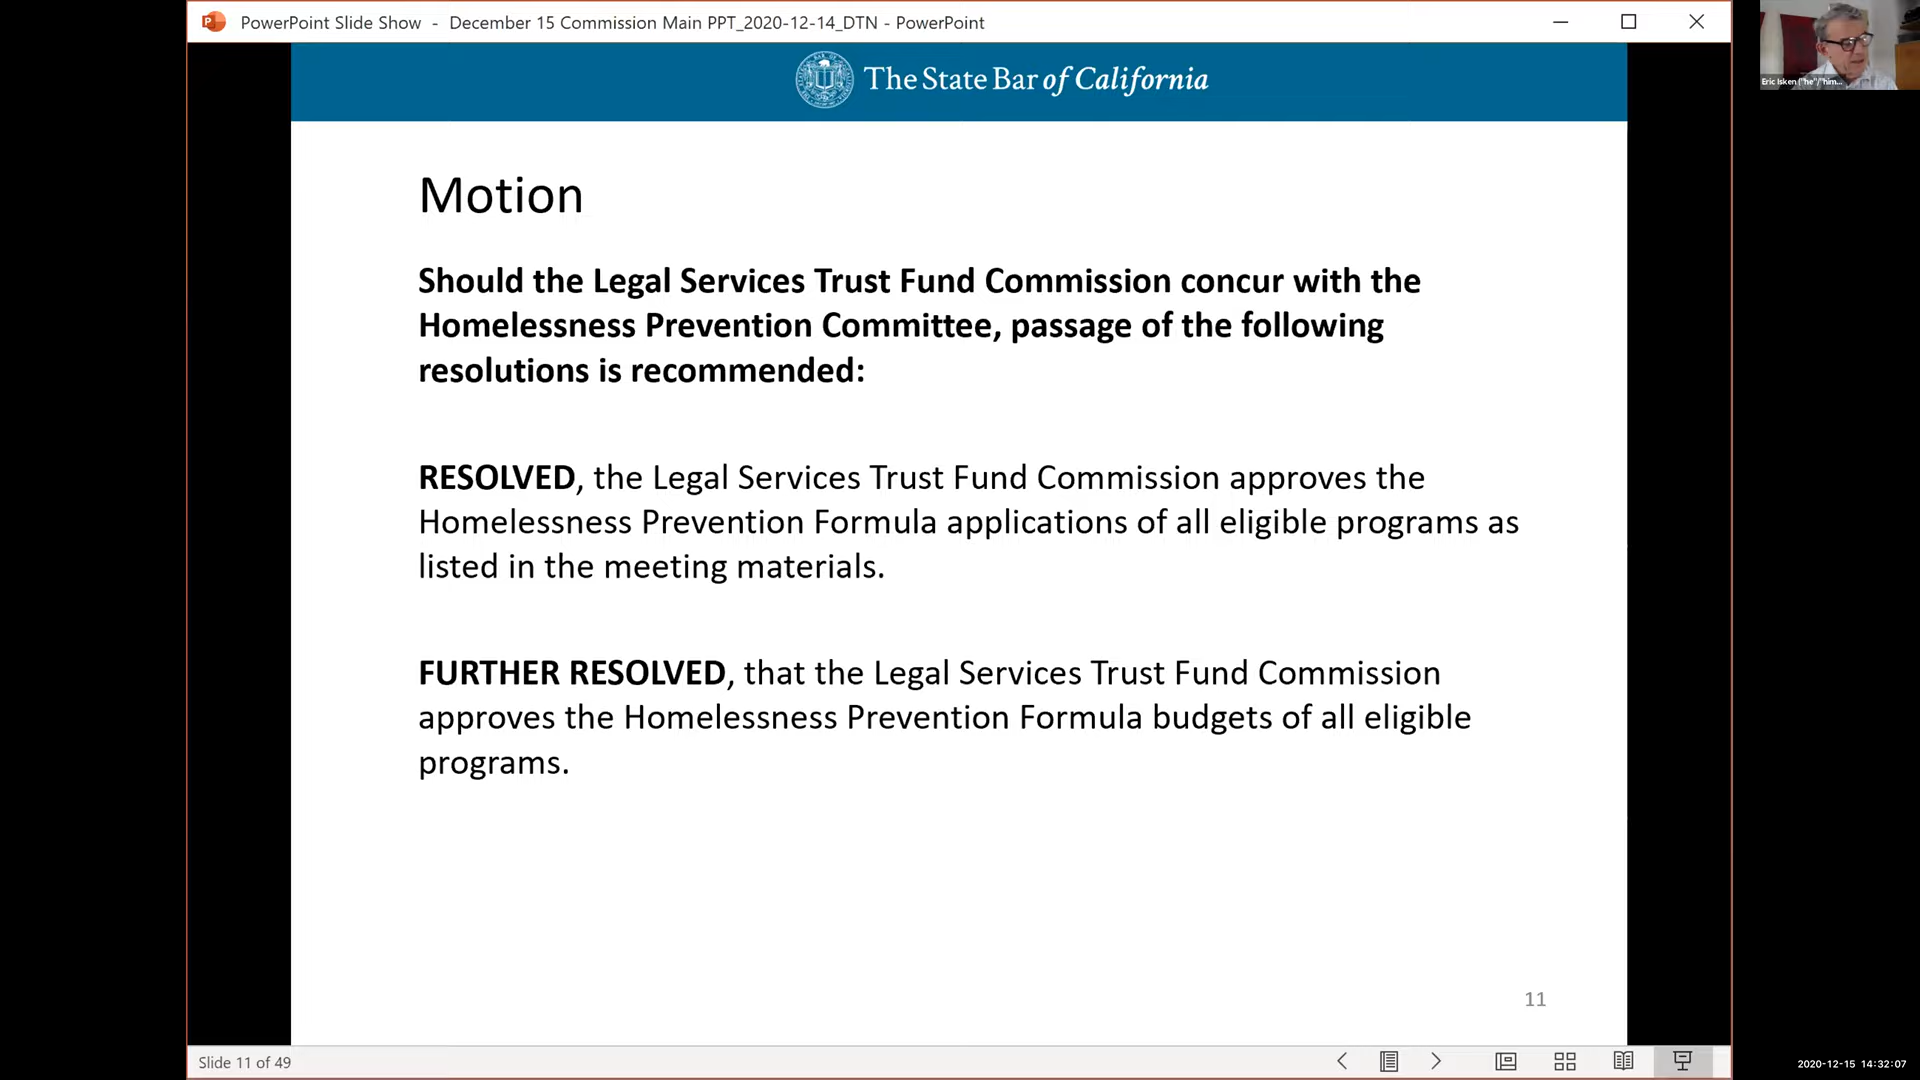 PowerPoint Slide Show - December 15 Commission Main PPT_2020-12-14_DTN - PowerPoint
The State Bar of California
Eric Isken ("he"/"him...
Motion
Should the Legal Services Trust Fund Commission concur with the
Homelessness Prevention Committee, passage of the following
resolutions is recommended:
RESOLVED, the Legal Services Trust Fund Commission approves the
Homelessness Prevention Formula applications of all eligible programs as
listed in the meeting materials.
FURTHER RESOLVED, that the Legal Services Trust Fund Commission
approves the Homelessness Prevention Formula budgets of all eligible
programs.
11
Slide 11 of 49
2020-12-15 14:32:07